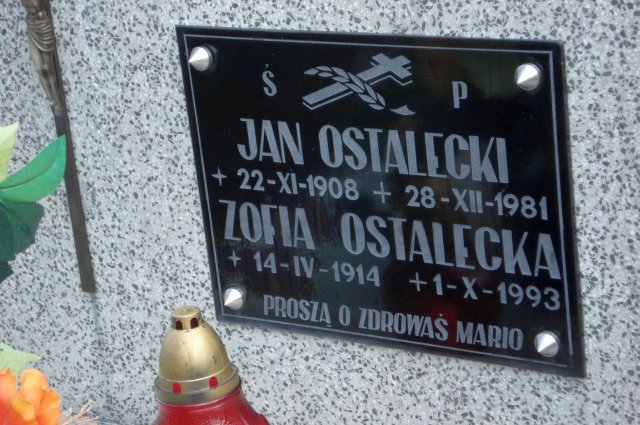 Ś P
JAN OSTALECKI
22-XI-1908 + 28-XII-1981
ZOFIA OSTALECKA
14-IV-1914 +1-X-1993
PROSZĄ O ZDROWAŚ MARIO